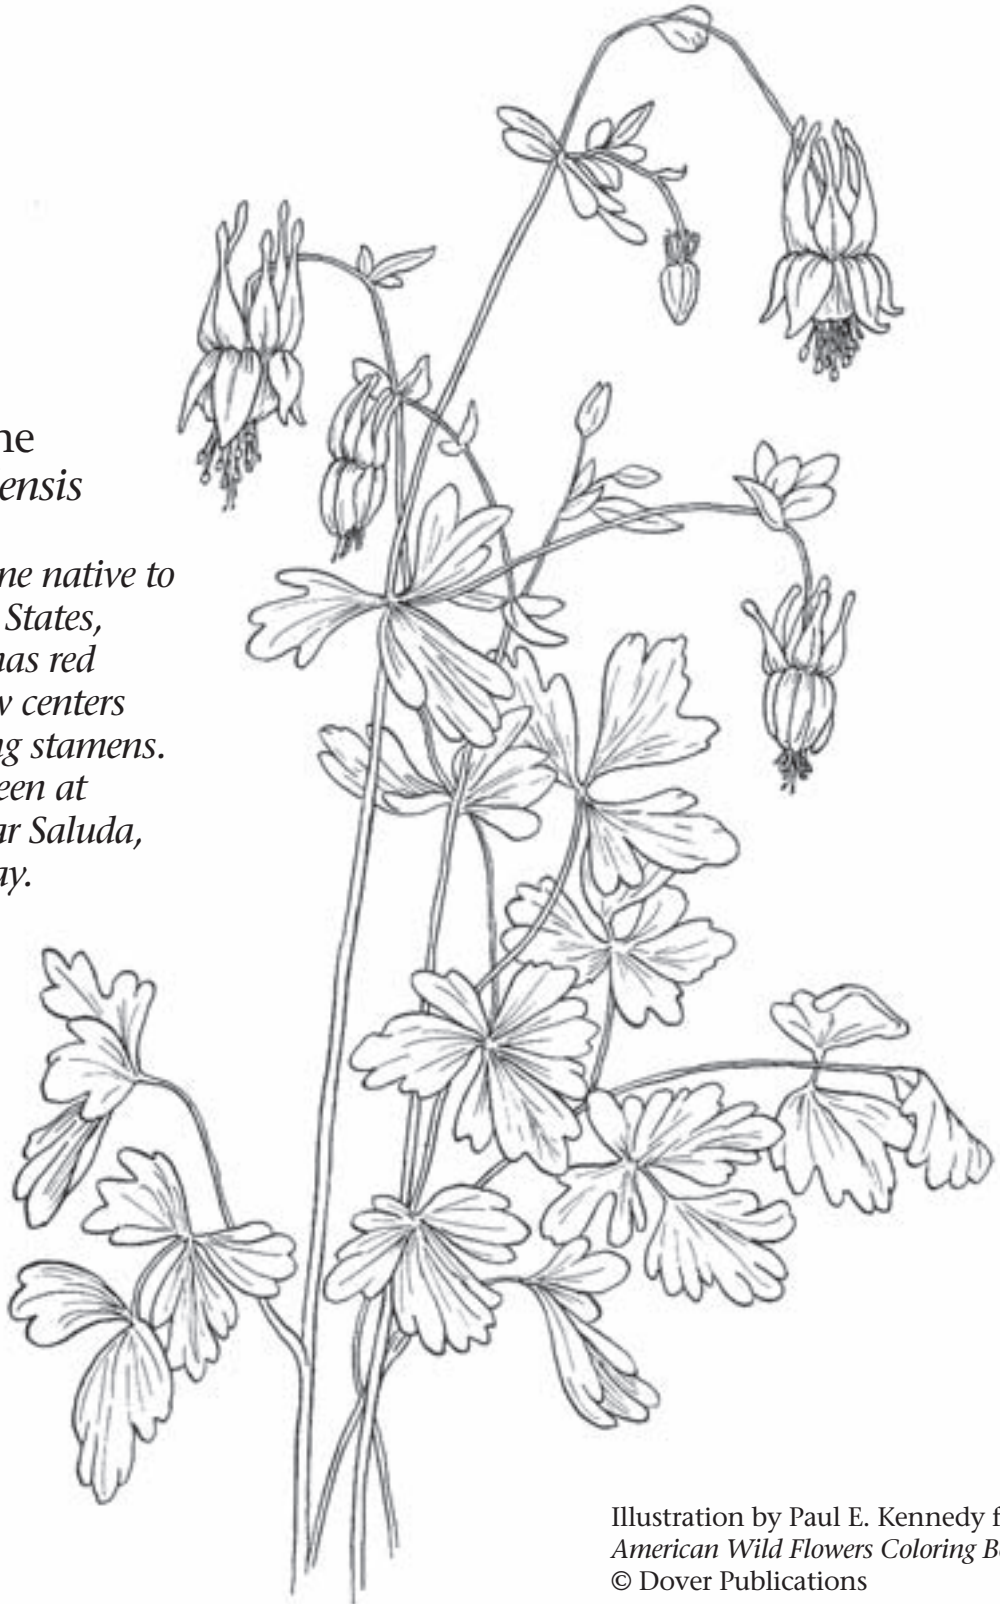 ne
ensis
ne native to
States,
has red
w centers
ng stamens.
een at
ar Saluda,
ay.
Illustration by Paul E. Kennedy f
American Wild Flowers Coloring B
© Dover Publications